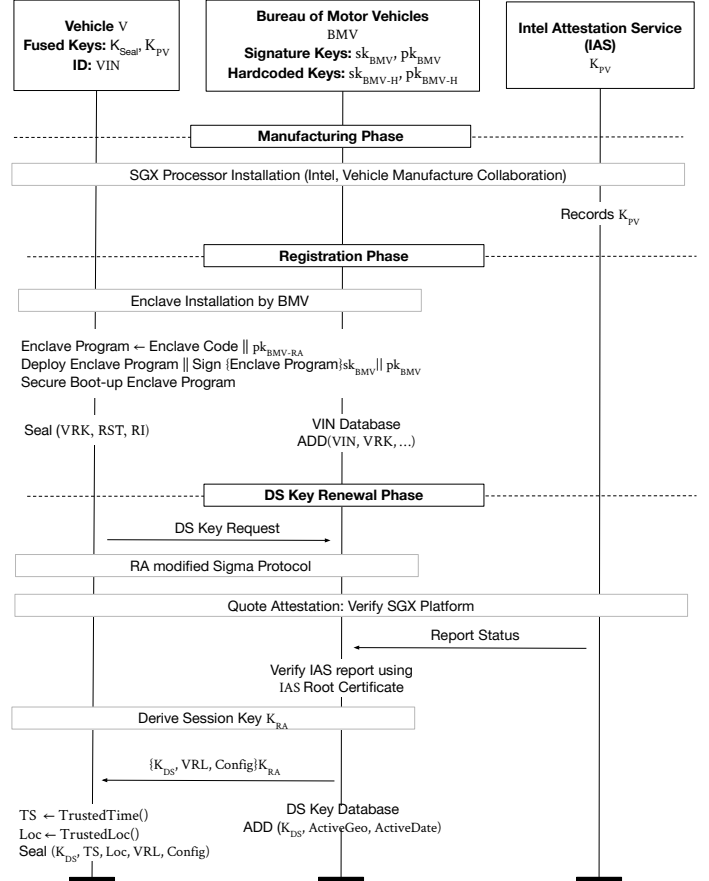 Vehicle V
Fused Keys: K_Seal, K_PV
ID: VIN
Bureau of Motor Vehicles
BMV
Signature Keys: sk_BMV, pk_BMV
Hardcoded Keys: sk_BMV-H, pk_BMV-H
Intel Attestation Service
(IAS)
K_PV
Manufacturing Phase
SGX Processor Installation (Intel, Vehicle Manufacture Collaboration)
Records K_PV
Registration Phase
Enclave Installation by BMV
Enclave Program ← Enclave Code || pk_BMV-RA
Deploy Enclave Program || Sign {Enclave Program}sk_BMV|| pk_BMV
Secure Boot-up Enclave Program
Seal (VRK, RST, RI)
VIN Database
ADD(VIN, VRK, …)
DS Key Renewal Phase
DS Key Request
RA modified Sigma Protocol
Quote Attestation: Verify SGX Platform
Report Status
Verify IAS report using
IAS Root Certificate
Derive Session Key K_RA
{K_DS, VRL, Config}K_RA
TS ← TrustedTime()
Loc ← TrustedLoc()
Seal (K_DS, TS, Loc, VRL, Config)
DS Key Database
ADD (K_DS, ActiveGeo, ActiveDate)